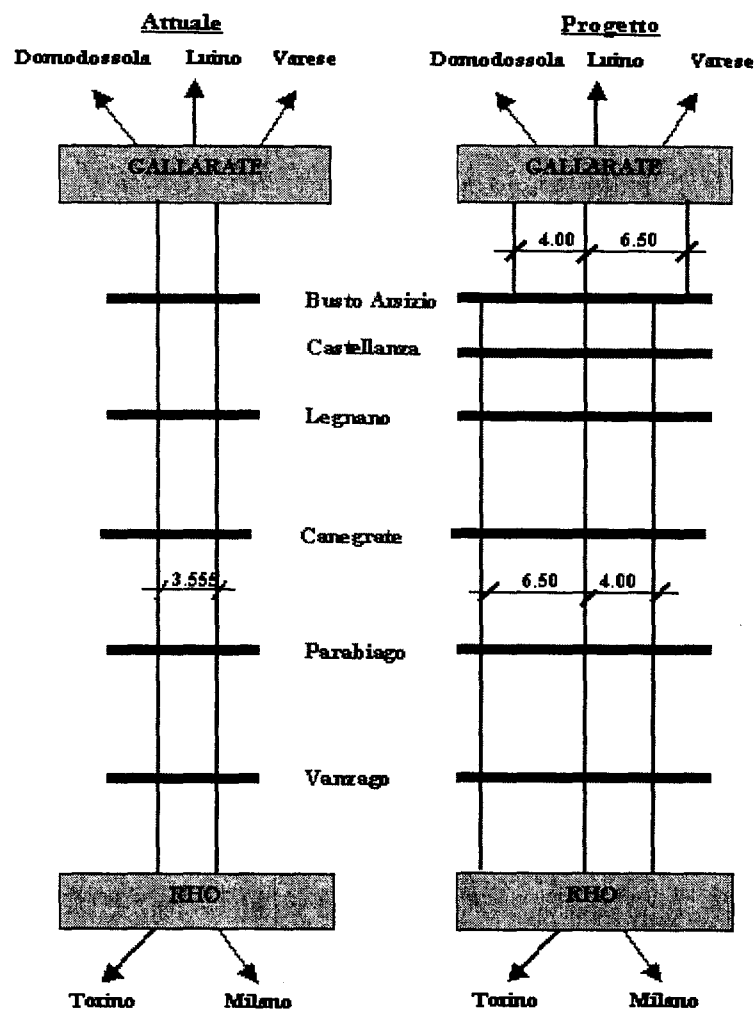 Attuale
Progetto
Domodossola Luino Varese
Domodossola Luino Varese
GALLARATE
GALLARATE
4.00 6.50
Busto Arsizio
Castellanza
Legnano
Canegrate
3.555
6.50 4.00
Parabiago
Vanzago
RHO
RHO
Torino Milano
Torino Milano